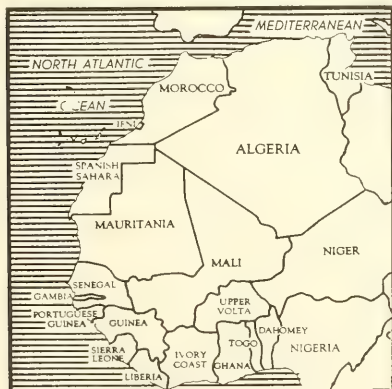 MEDITERRANEAN
NORTH ATLANTIC
OCEAN
MOROCCO
TUNISIA
IFNI
ALGERIA
SPANISH
SAHARA
MAURITANIA
MALI
NIGER
SENEGAL
GAMBIA
PORTUGUESE
GUINEA
GUINEA
UPPER
VOLTA
DAHOMEY
TOGO
NIGERIA
SIERRA
LEONE
IVORY
COAST
GHANA
LIBERIA